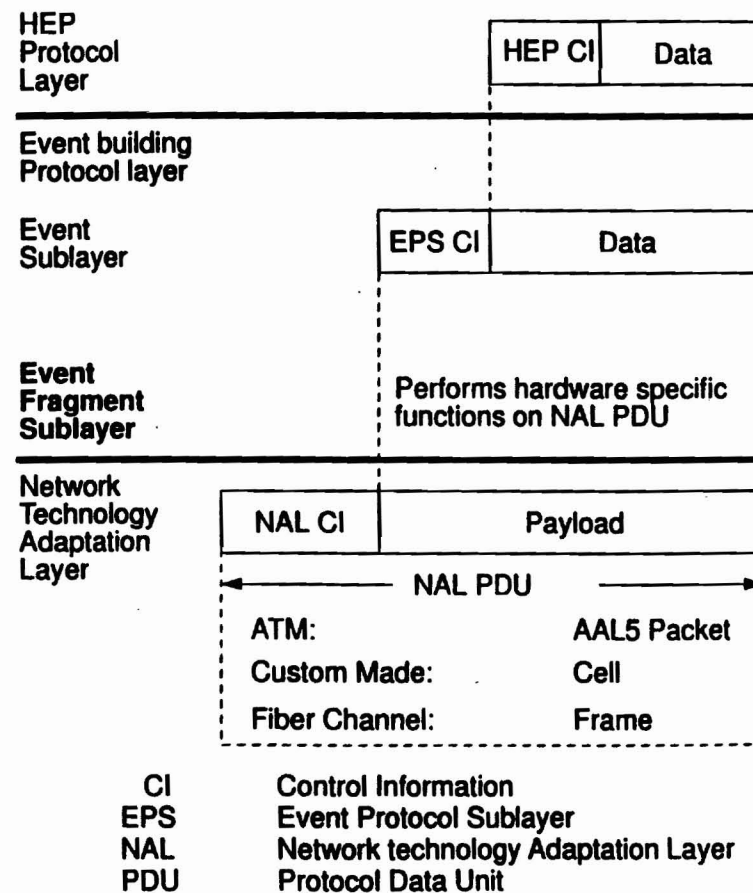 HEP
Protocol
Layer
HEP CI Data
Event building
Protocol layer
Event
Sublayer
EPS CI Data
Event
Fragment
Sublayer
Performs hardware specific
functions on NAL PDU
Network
Technology
Adaptation
Layer
NAL CI Payload
NAL PDU
ATM: AAL5 Packet
Custom Made: Cell
Fiber Channel: Frame
CI Control Information
EPS Event Protocol Sublayer
NAL Network technology Adaptation Layer
PDU Protocol Data Unit